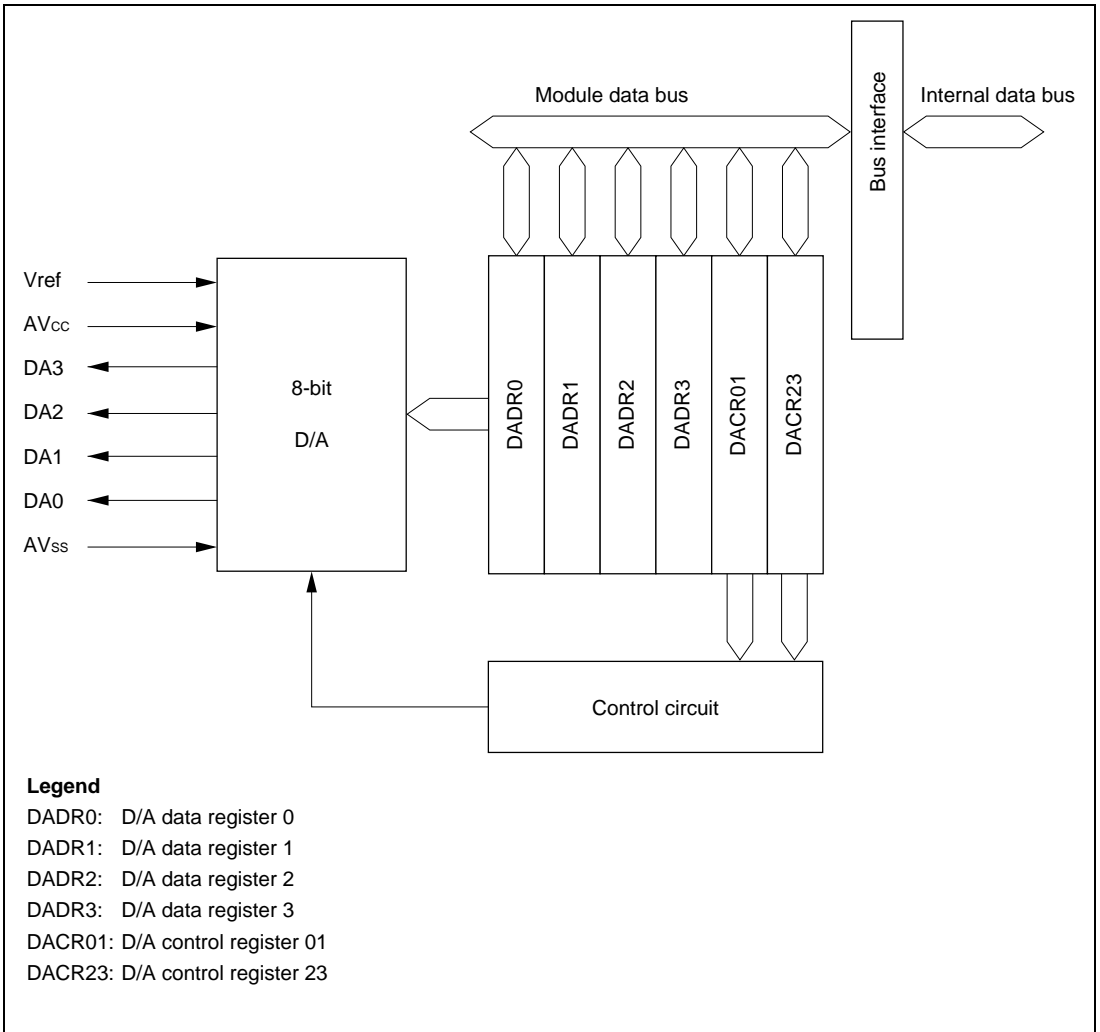 Module data bus
Internal data bus
Bus interface
Vref
AVCC
DA3
DA2
DA1
DA0
AVSS
8-bit
D/A
DADR0
DADR1
DADR2
DADR3
DACR01
DACR23
Control circuit
Legend
DADR0: D/A data register 0
DADR1: D/A data register 1
DADR2: D/A data register 2
DADR3: D/A data register 3
DACR01: D/A control register 01
DACR23: D/A control register 23